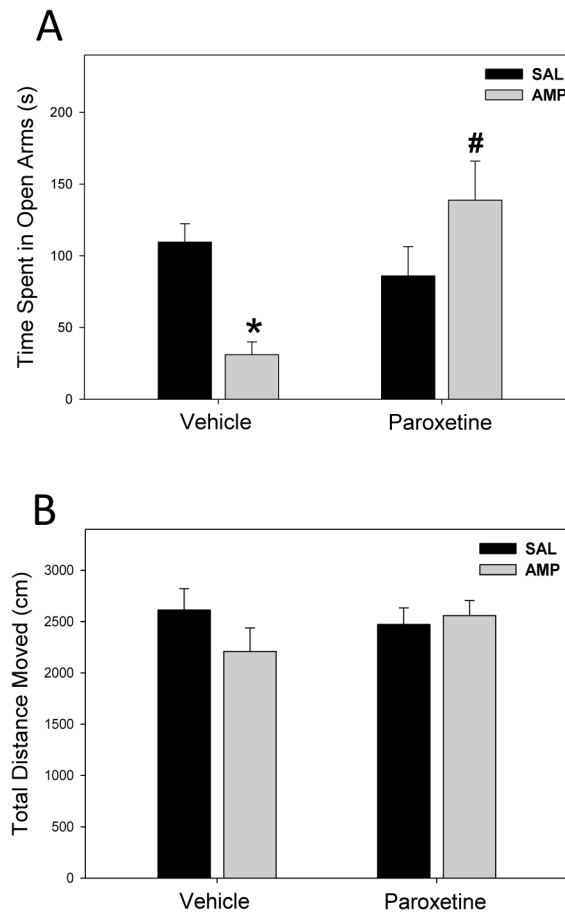 A
Time Spent in Open Arms (s)
200
150
100
50
0
SAL
AMP
*
#
Vehicle
Paroxetine
B
Total Distance Moved (cm)
3000
2500
2000
1500
1000
500
0
SAL
AMP
Vehicle
Paroxetine